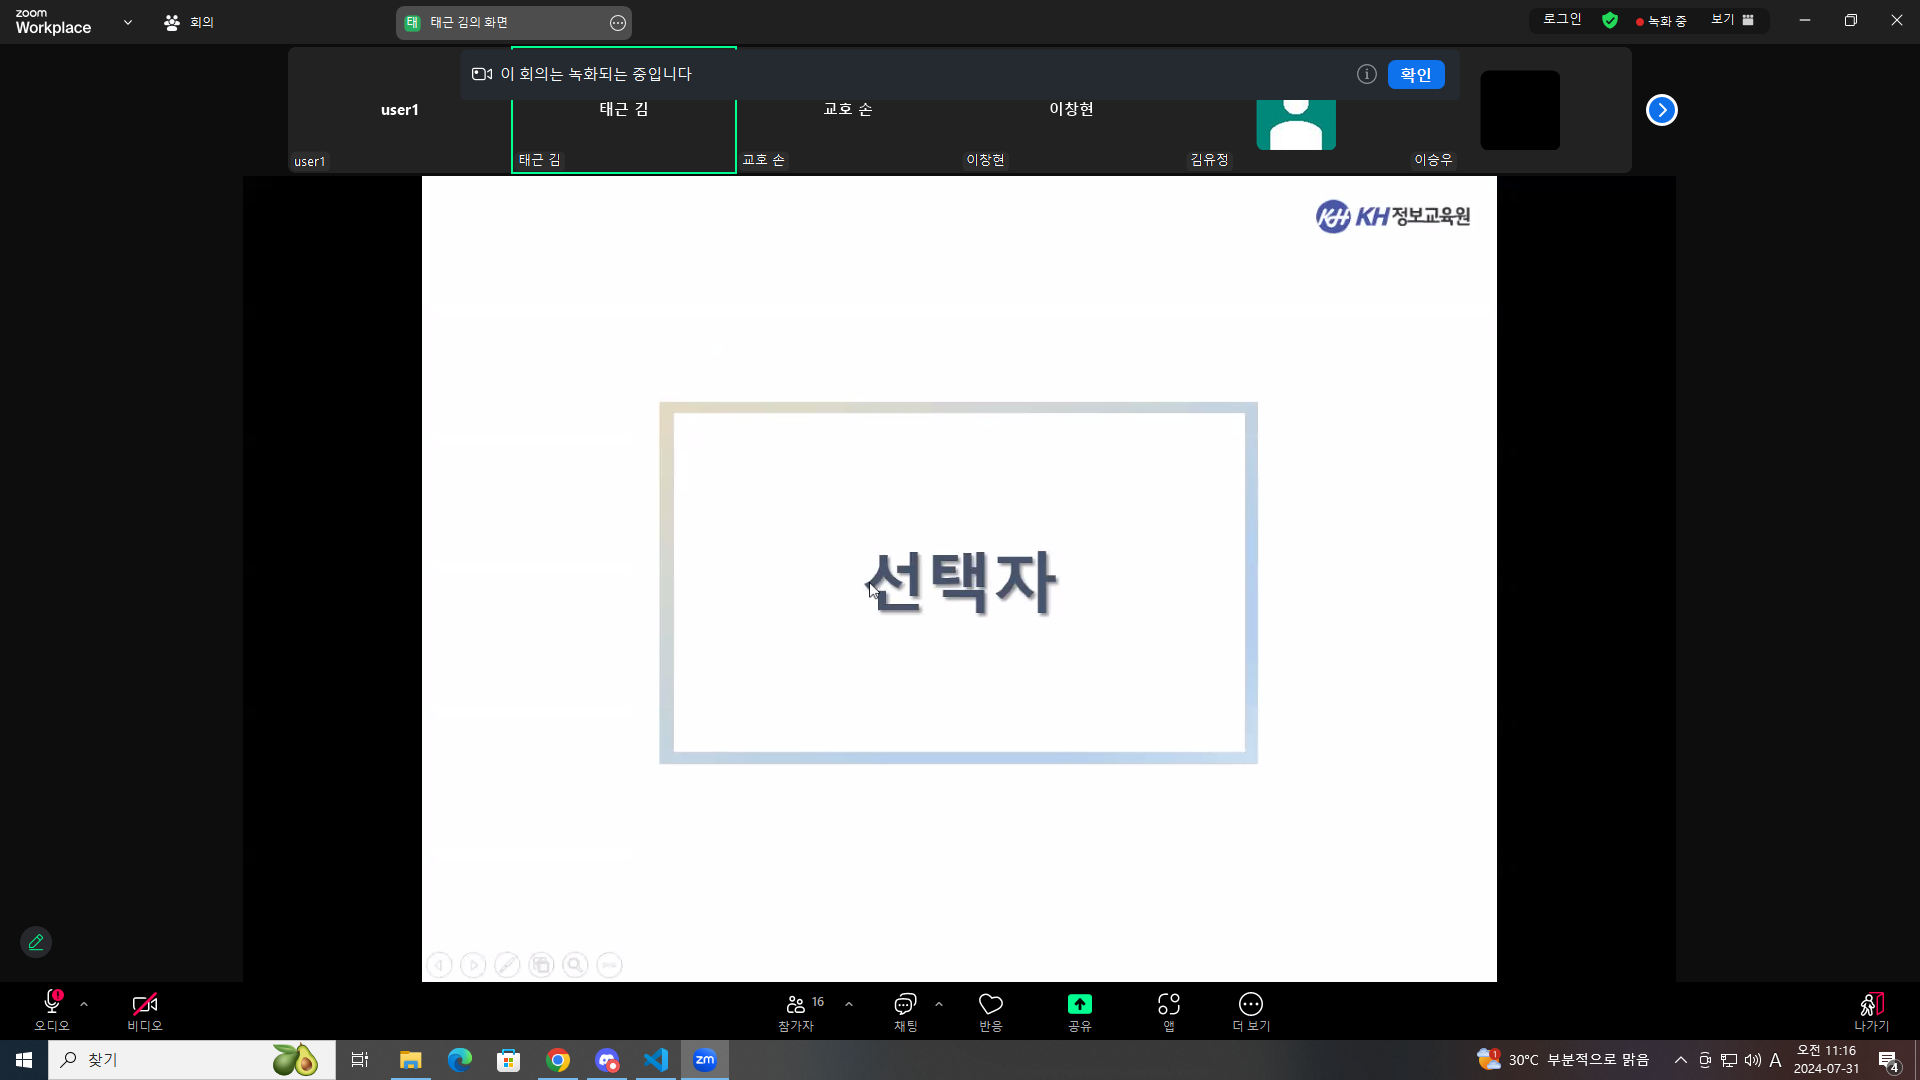 zoom
Workplace
회의
태 태근 김의 화면
로그인
녹화 중
보기
이 회의는 녹화되는 중입니다
확인
user1
태근 김
교호 손
이창현
user1
태근 김
교호 손
이창현
김유정
이승우
KH KH정보교육원
선택자
오디오
비디오
16
참가자
채팅
반응
공유
앱
더 보기
나가기
찾기
zm
1
30°C 부분적으로 맑음
A
오전 11:16
2024-07-31
4